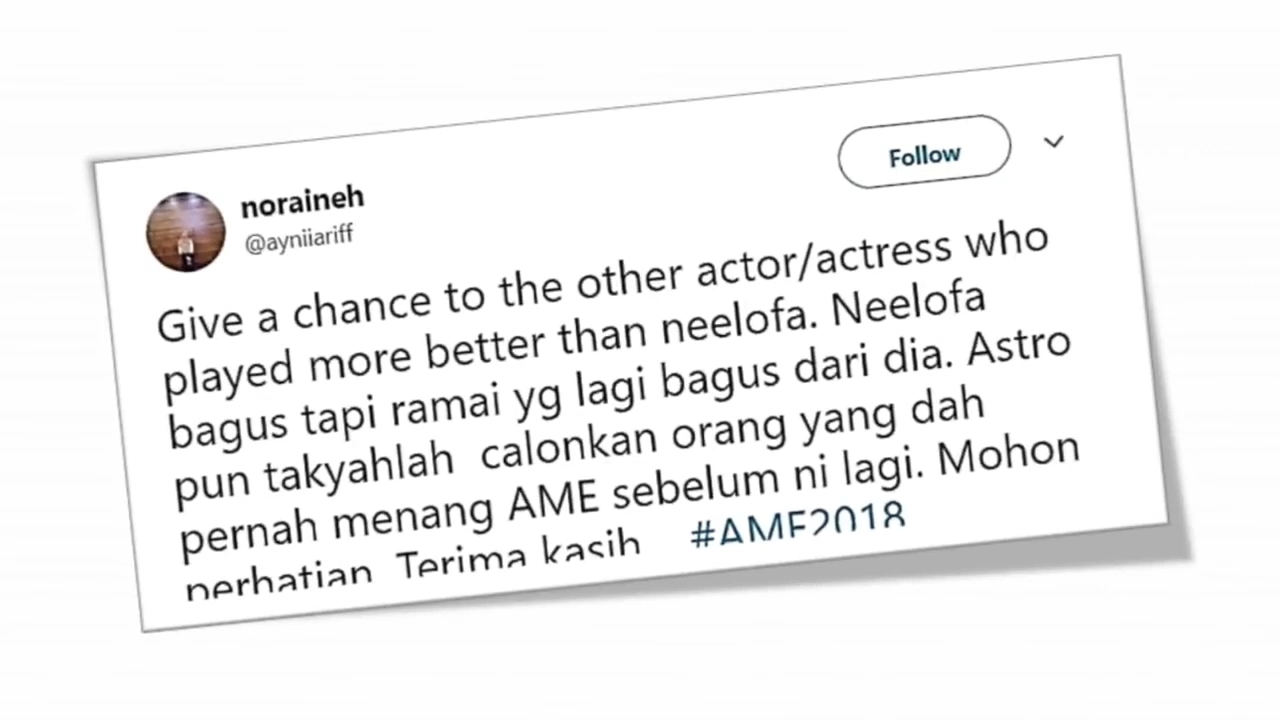 noraineh
Follow
@ayniiariff
Give a chance to the other actor/actress who
played more better than neelofa. Neelofa
bagus tapi ramai yg lagi bagus dari dia. Astro
pun takyahlah calonkan orang yang dah
pernah menang AME sebelum ni lagi. Mohon
perhatian Terima kasih #AME2018